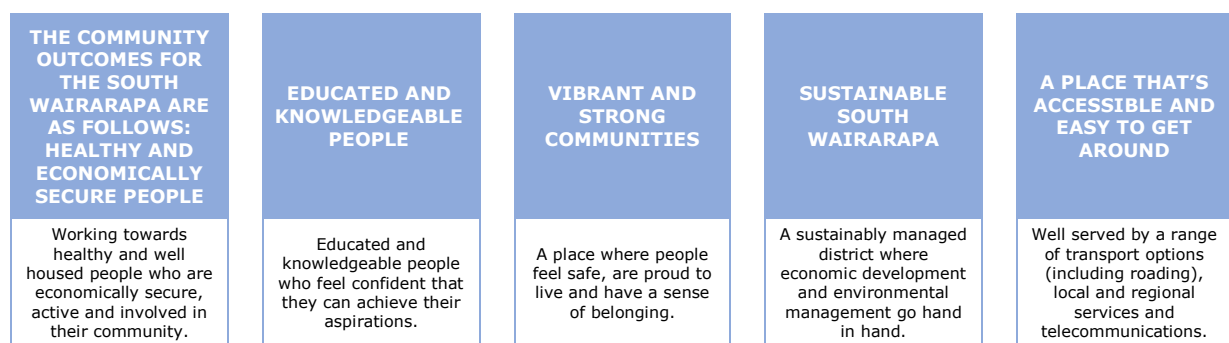 THE COMMUNITY
OUTCOMES FOR
THE SOUTH
WAIRARAPA ARE
AS FOLLOWS:
HEALTHY AND
ECONOMICALLY
SECURE PEOPLE
Working towards
healthy and well
housed people who are
economically secure,
active and involved in
their community.
EDUCATED AND
KNOWLEDGEABLE
PEOPLE
Educated and
knowledgeable people
who feel confident that
they can achieve their
aspirations.
VIBRANT AND
STRONG
COMMUNITIES
A place where people
feel safe, are proud to
live and have a sense
of belonging.
SUSTAINABLE
SOUTH
WAIRARAPA
A sustainably managed
district where
economic development
and environmental
management go hand
in hand.
A PLACE THAT’S
ACCESSIBLE AND
EASY TO GET
AROUND
Well served by a range
of transport options
(including roading),
local and regional
services and
telecommunications.